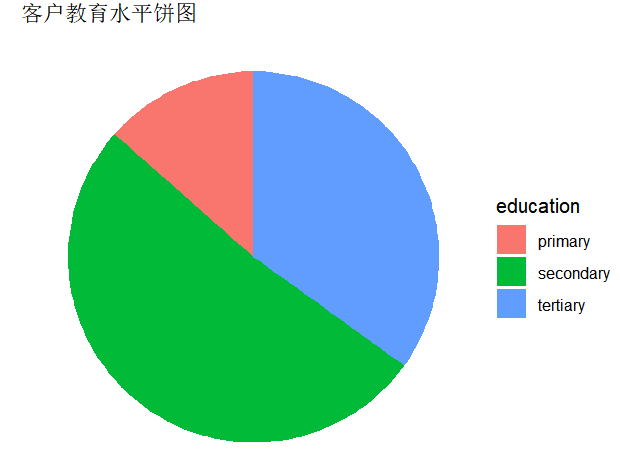 客户教育水平饼图
education
primary
secondary
tertiary